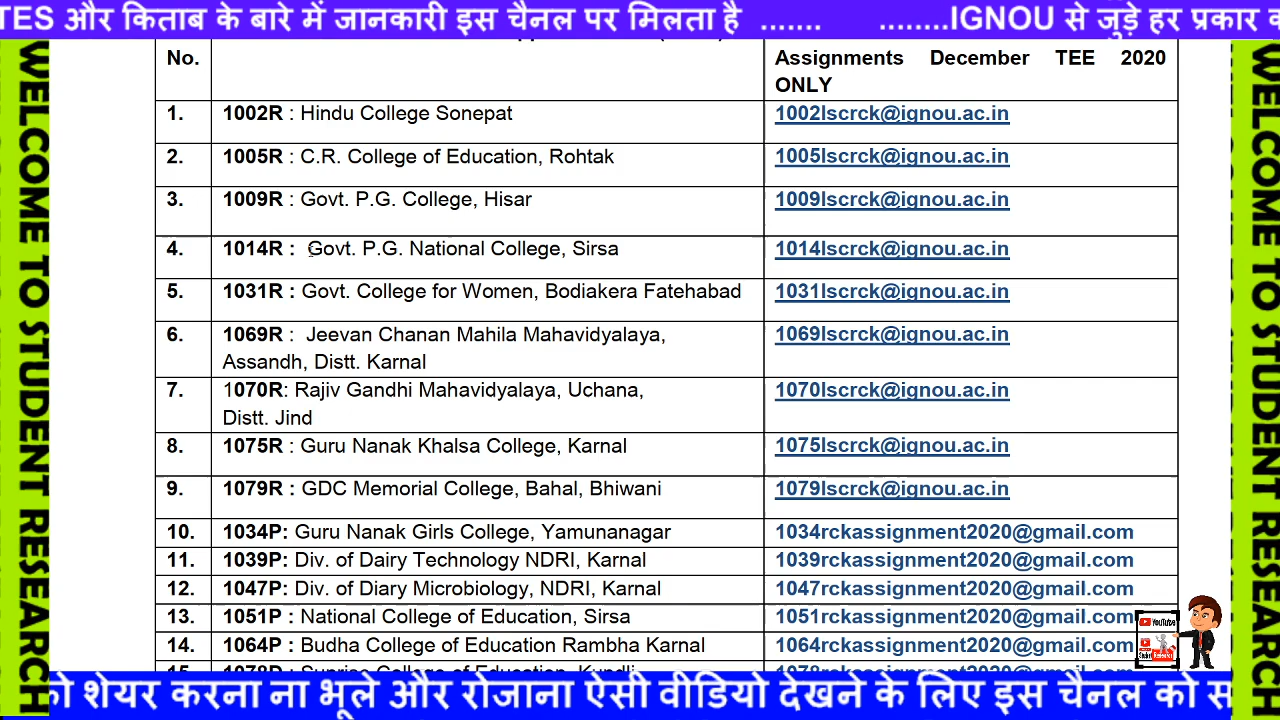 TES और किताब के बारे में जानकारी इस चैनल पर मिलता है ....... ........IGNOU से जुड़े हर प्रकार
WELCOME TO STUDENT RESEARCH
No.
Assignments December TEE 2020
ONLY
1. 1002R : Hindu College Sonepat 1002lscrck@ignou.ac.in
2. 1005R : C.R. College of Education, Rohtak 1005lscrck@ignou.ac.in
3. 1009R : Govt. P.G. College, Hisar 1009lscrck@ignou.ac.in
4. 1014R : Govt. P.G. National College, Sirsa 1014lscrck@ignou.ac.in
5. 1031R : Govt. College for Women, Bodiakera Fatehabad 1031lscrck@ignou.ac.in
6. 1069R : Jeevan Chanan Mahila Mahavidyalaya, 1069lscrck@ignou.ac.in
Assandh, Distt. Karnal
7. 1070R: Rajiv Gandhi Mahavidyalaya, Uchana, 1070lscrck@ignou.ac.in
Distt. Jind
8. 1075R : Guru Nanak Khalsa College, Karnal 1075lscrck@ignou.ac.in
9. 1079R : GDC Memorial College, Bahal, Bhiwani 1079lscrck@ignou.ac.in
10. 1034P: Guru Nanak Girls College, Yamunanagar 1034rckassignment2020@gmail.com
11. 1039P: Div. of Dairy Technology NDRI, Karnal 1039rckassignment2020@gmail.com
12. 1047P: Div. of Diary Microbiology, NDRI, Karnal 1047rckassignment2020@gmail.com
13. 1051P : National College of Education, Sirsa 1051rckassignment2020@gmail.com
14. 1064P : Budha College of Education Rambha Karnal 1064rckassignment2020@gmail.com
YouTube
WELCOME TO STUDENT RESEARCH
को शेयर करना ना भूले और रोजाना ऐसी वीडियो देखने के लिए इस चैनल को